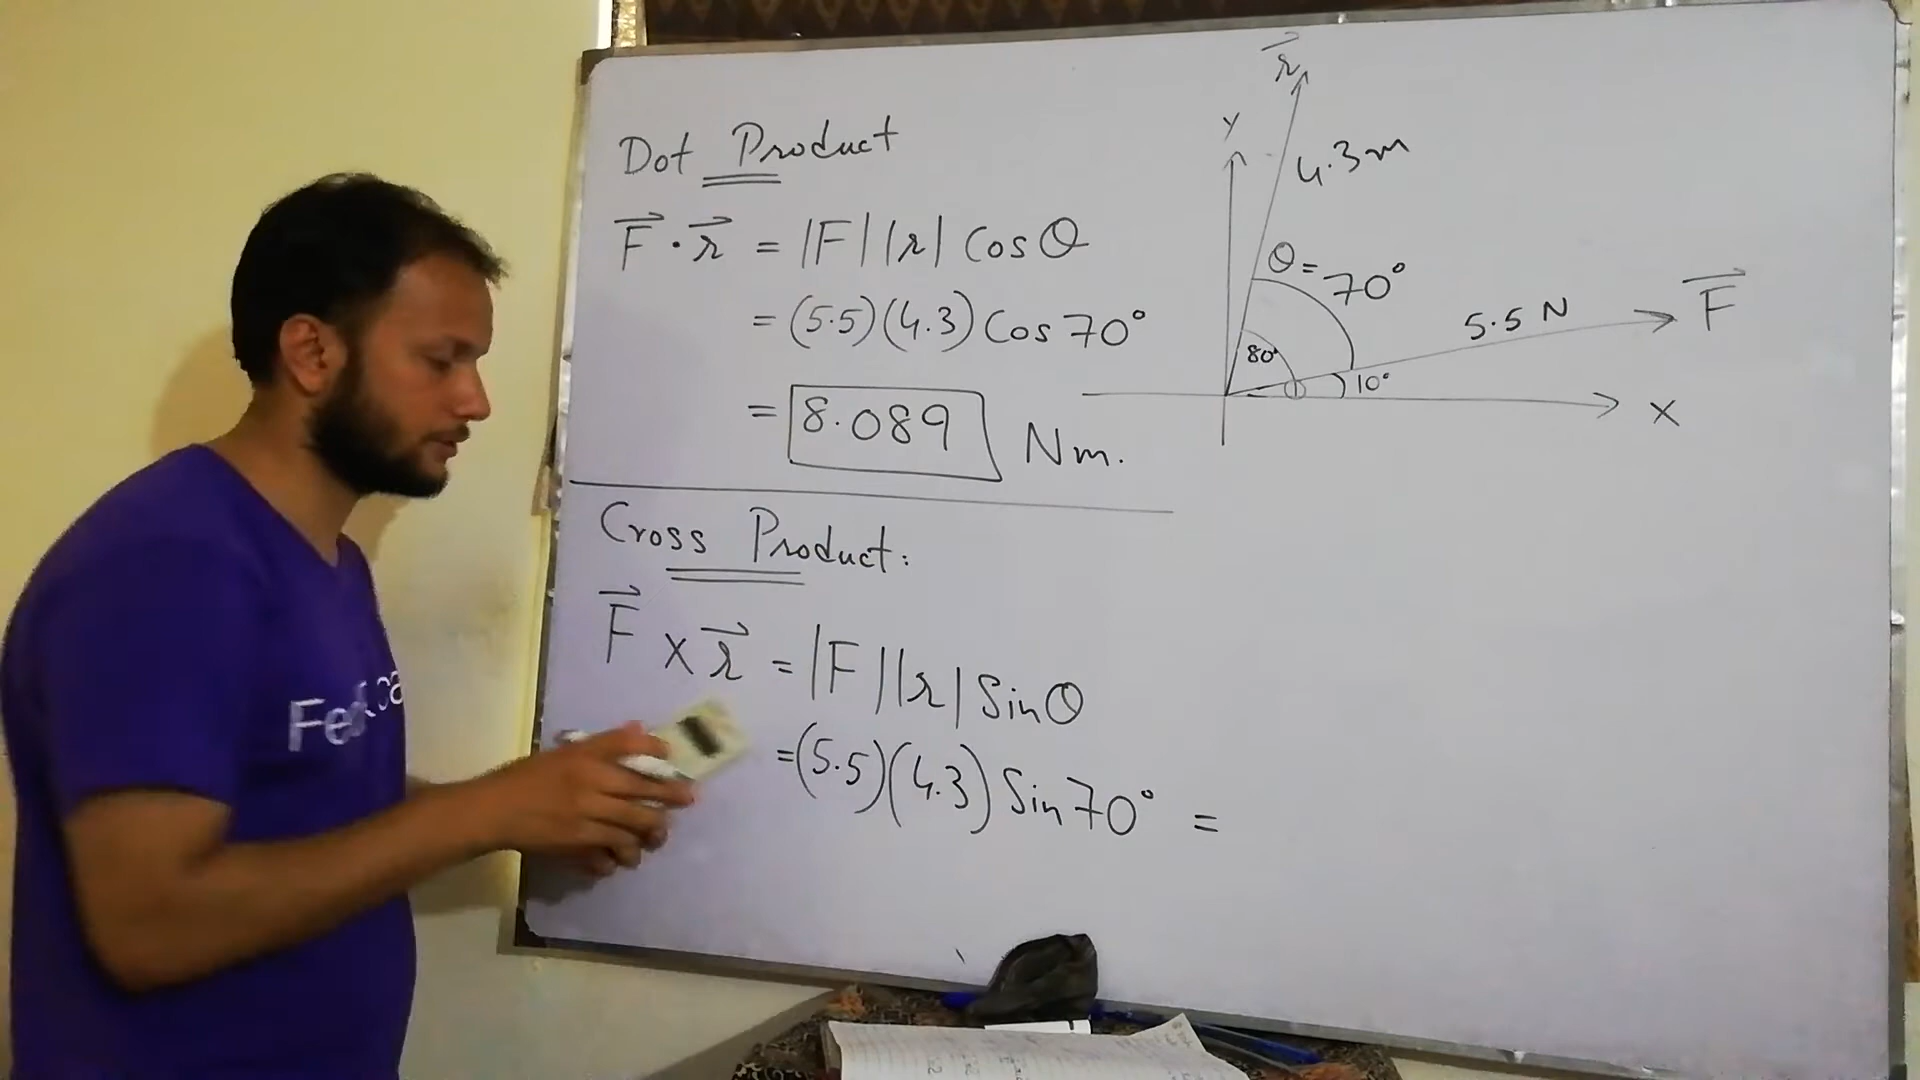 Dot Product
F⃗ · r⃗ = |F| |r| Cos θ
= (5.5)(4.3) Cos 70°
= 8.089 Nm.
Cross Product:
F⃗ × r⃗ = |F| |r| Sin θ
= (5.5)(4.3) Sin 70° =
r⃗
y
4.3m
θ = 70°
5.5 N
F⃗
80°
10°
x